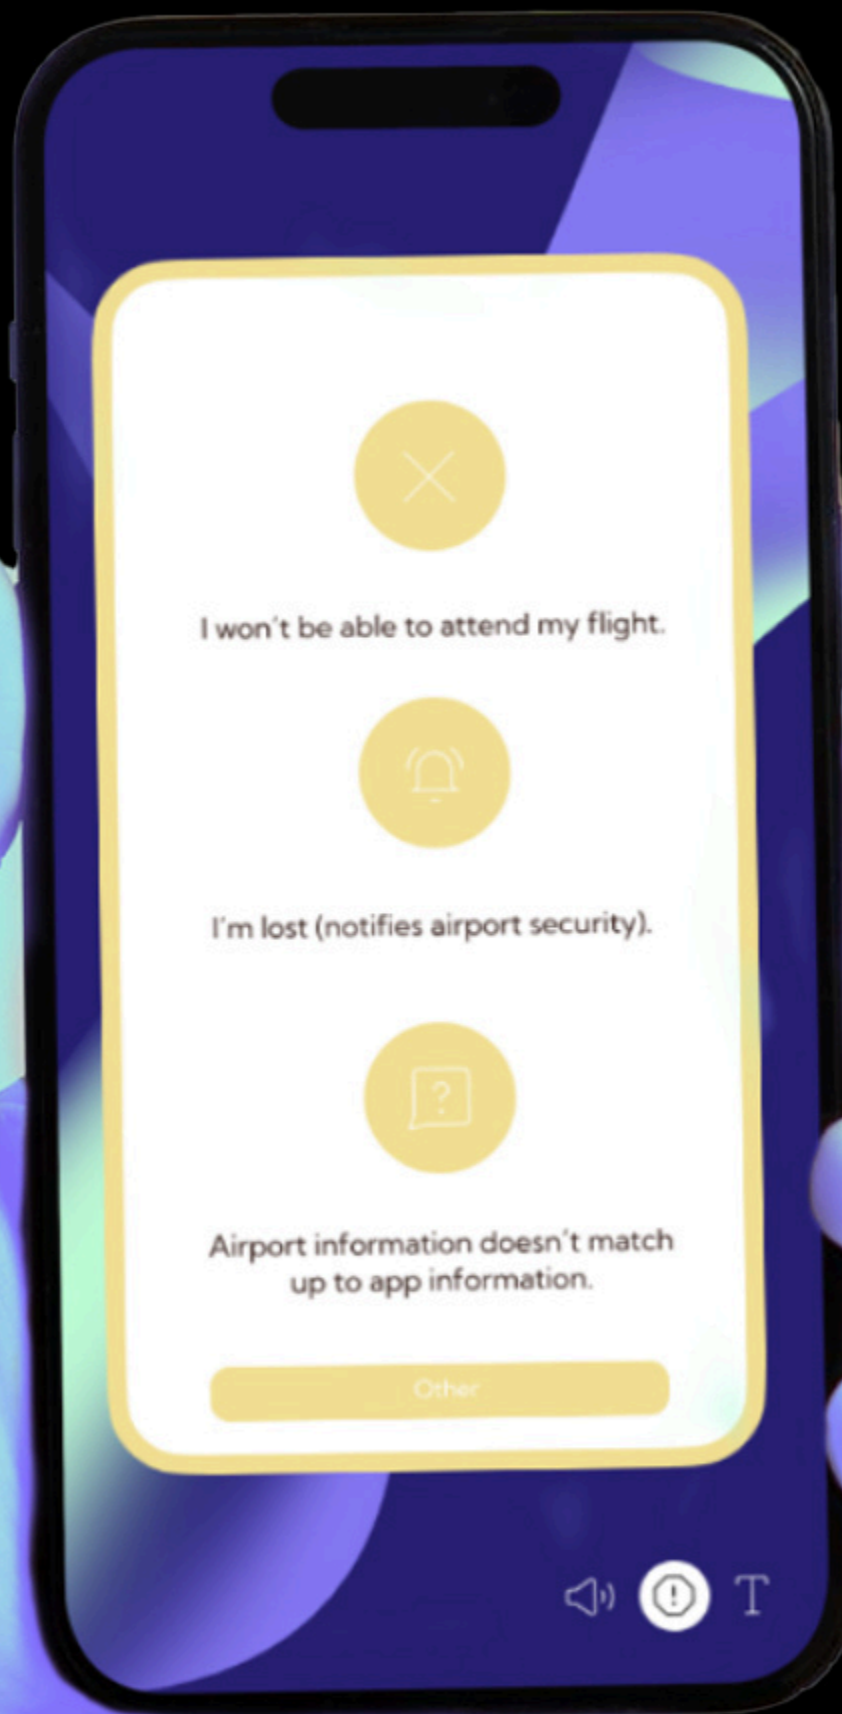 I won't be able to attend my flight.
I'm lost (notifies airport security).
Airport information doesn't match
up to app information.
Other
T